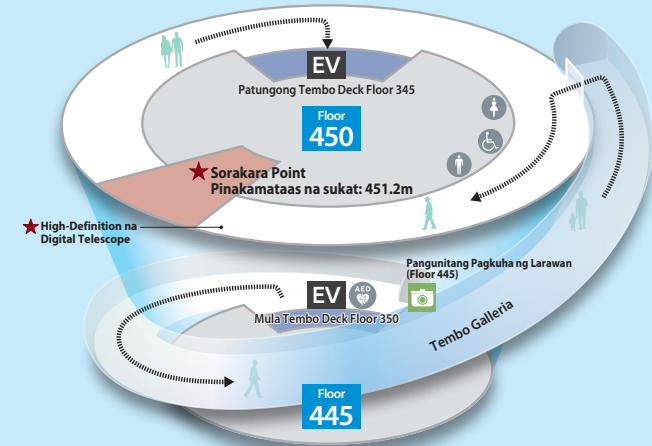 EV
Patungong Tembo Deck Floor 345
Floor
450
★ Sorakara Point
Pinakamataas na sukat: 451.2m
★ High-Definition na
Digital Telescope
Pangunitang Pagkuha ng Larawan
(Floor 445)
EV
AED
Mula Tembo Deck Floor 350
Tembo Galleria
Floor
445